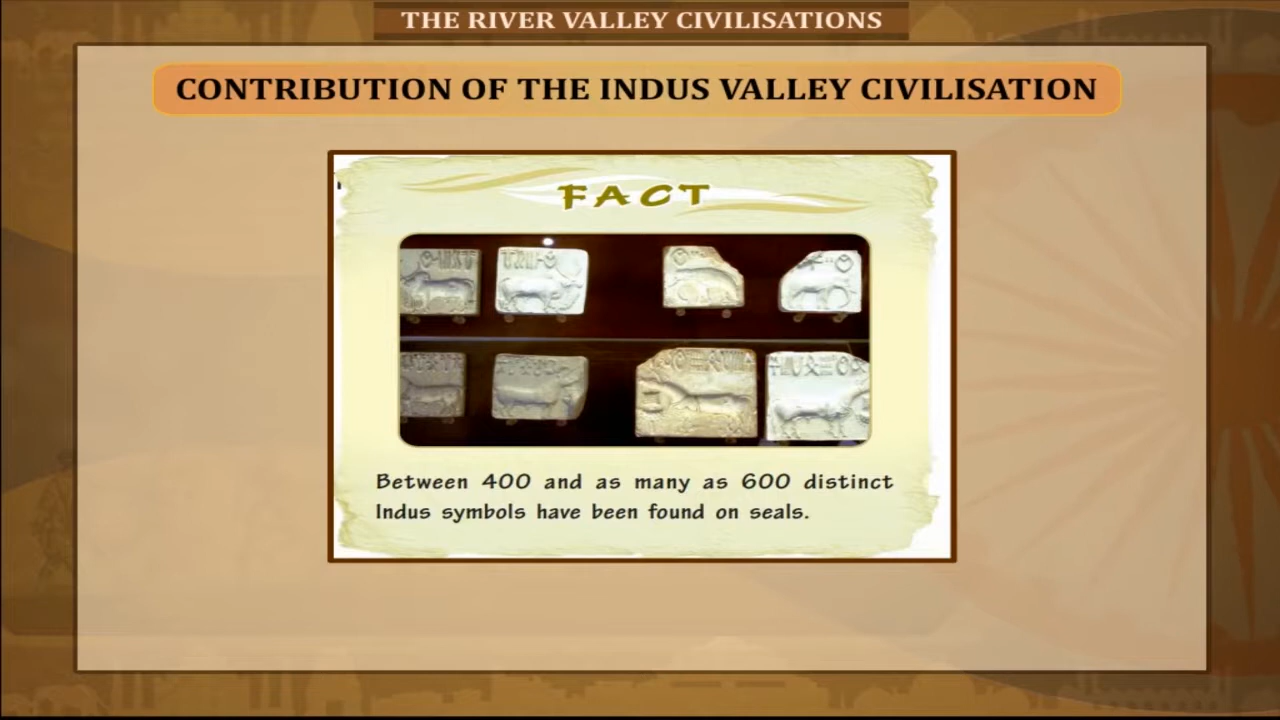 THE RIVER VALLEY CIVILISATIONS
CONTRIBUTION OF THE INDUS VALLEY CIVILISATION
FACT
Between 400 and as many as 600 distinct
Indus symbols have been found on seals.